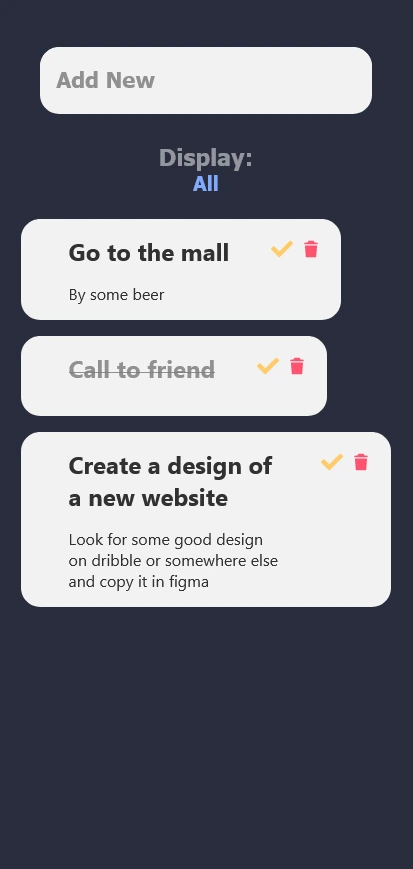 Add New
Display:
All
Go to the mall
By some beer
Call to friend
Create a design of
a new website
Look for some good design
on dribble or somewhere else
and copy it in figma